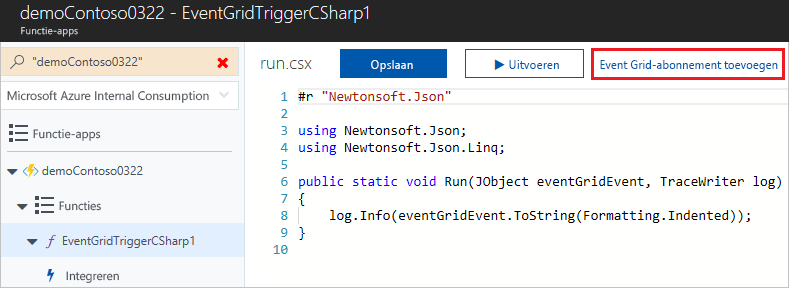 demoContoso0322 - EventGridTriggerCSharp1
Functie-apps
"demoContoso0322"
Microsoft Azure Internal Consumption
Functie-apps
demoContoso0322
Functies
EventGridTriggerCSharp1
Integreren
run.csx Opslaan Uitvoeren Event Grid-abonnement toevoegen
1 #r "Newtonsoft.Json"
2
3 using Newtonsoft.Json;
4 using Newtonsoft.Json.Linq;
5
6 public static void Run(JObject eventGridEvent, TraceWriter log)
7 {
8 log.Info(eventGridEvent.ToString(Formatting.Indented));
9 }
10